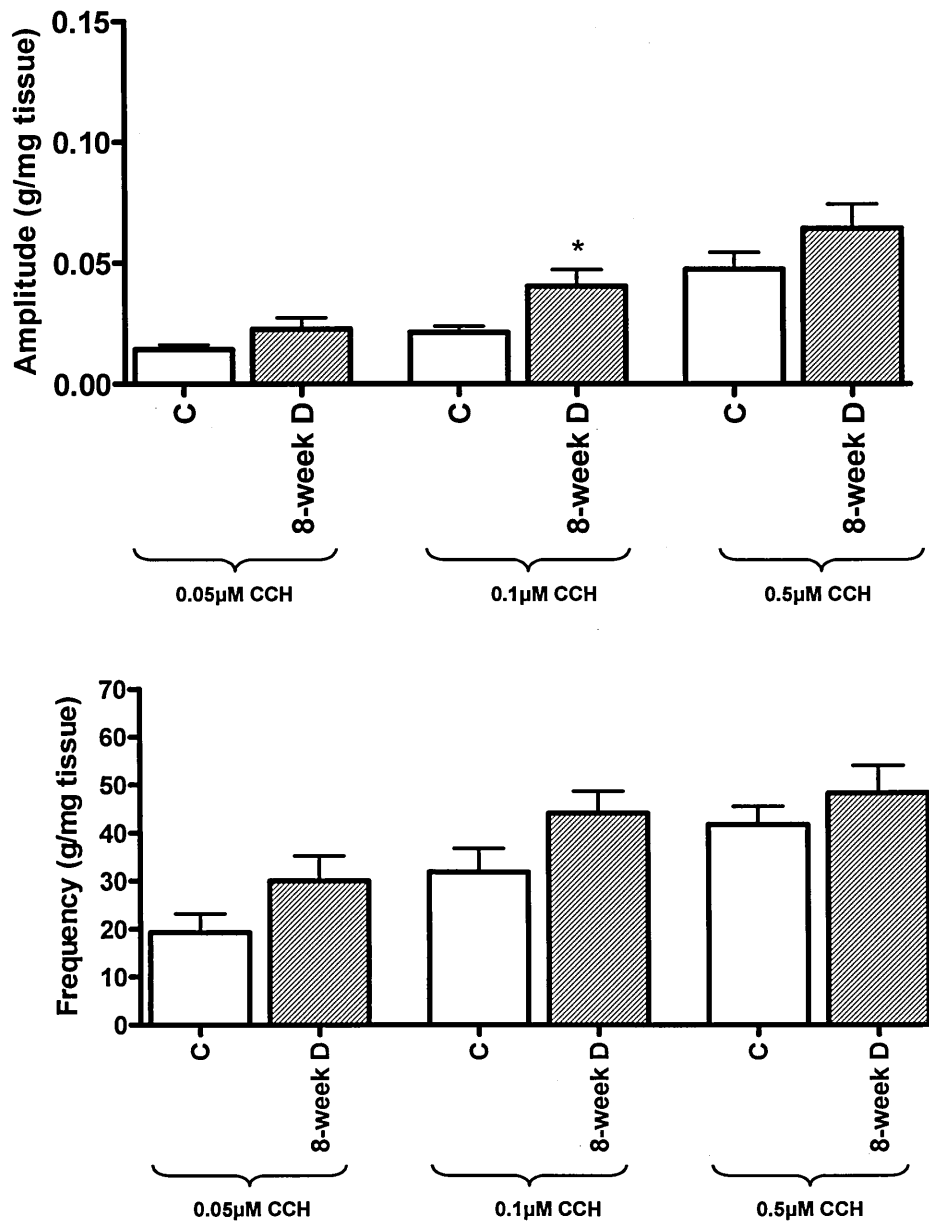 Amplitude (g/mg tissue)
0.15
0.10
0.05
0.00
*
C
8-week D
C
8-week D
C
8-week D
0.05µM CCH
0.1µM CCH
0.5µM CCH
Frequency (g/mg tissue)
70
60
50
40
30
20
10
0
C
8-week D
C
8-week D
C
8-week D
0.05µM CCH
0.1µM CCH
0.5µM CCH